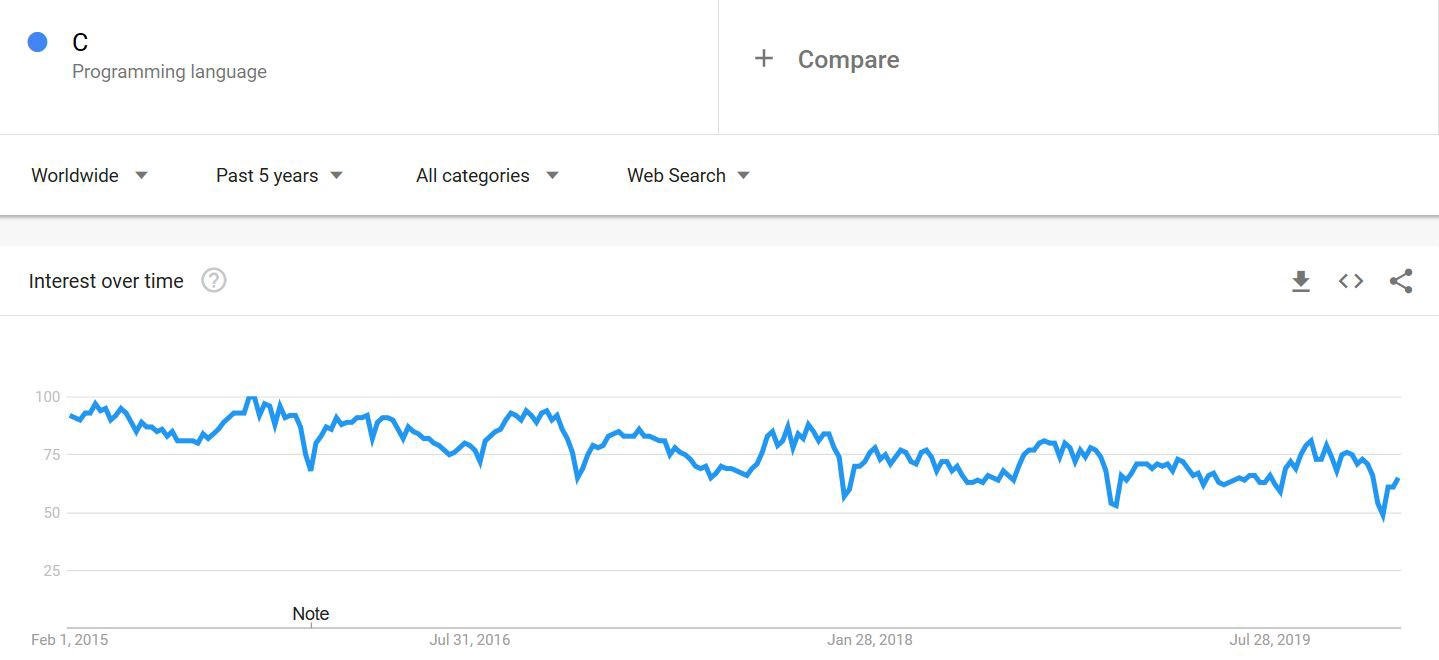 C
Programming language
+ Compare
Worldwide
Past 5 years
All categories
Web Search
Interest over time ?
100
75
50
25
Note
Feb 1, 2015
Jul 31, 2016
Jan 28, 2018
Jul 28, 2019